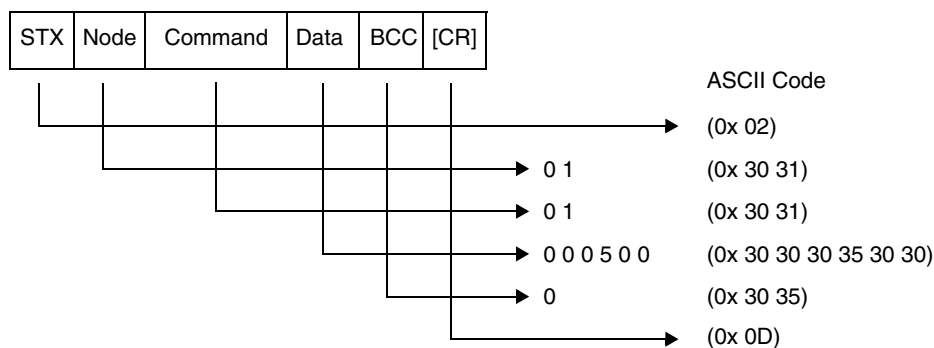 STX Node Command Data BCC [CR]
ASCII Code
(0x 02)
0 1 (0x 30 31)
0 1 (0x 30 31)
0 0 0 5 0 0 (0x 30 30 30 35 30 30)
0 (0x 30 35)
(0x 0D)